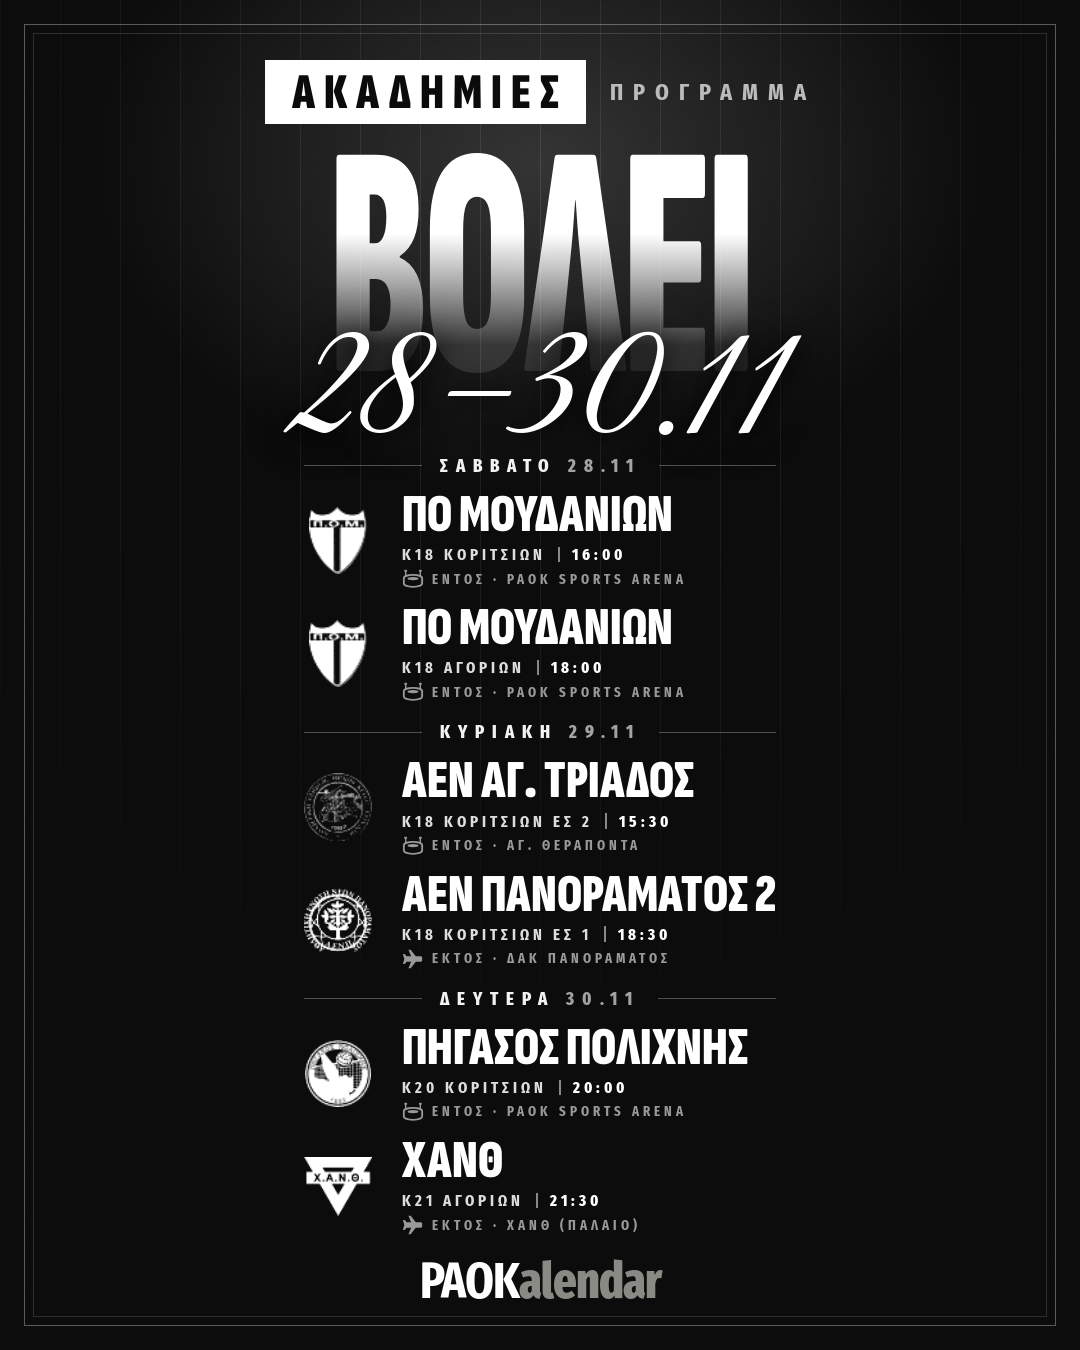 ΑΚΑΔΗΜΙΕΣ ΠΡΟΓΡΑΜΜΑ
ΒΟΛΕΙ
28–30.11
ΣΑΒΒΑΤΟ 28.11
Π.Ο.Μ.
ΠΟ ΜΟΥΔΑΝΙΩΝ
Κ18 ΚΟΡΙΤΣΙΩΝ | 16:00
ΕΝΤΟΣ · PAOK SPORTS ARENA
Π.Ο.Μ.
ΠΟ ΜΟΥΔΑΝΙΩΝ
Κ18 ΑΓΟΡΙΩΝ | 18:00
ΕΝΤΟΣ · PAOK SPORTS ARENA
ΚΥΡΙΑΚΗ 29.11
ΑΕΝ ΑΓ. ΤΡΙΑΔΟΣ
Κ18 ΚΟΡΙΤΣΙΩΝ ΕΣ 2 | 15:30
ΕΝΤΟΣ · ΑΓ. ΘΕΡΑΠΟΝΤΑ
ΑΕΝ ΠΑΝΟΡΑΜΑΤΟΣ 2
Κ18 ΚΟΡΙΤΣΙΩΝ ΕΣ 1 | 18:30
ΕΚΤΟΣ · ΔΑΚ ΠΑΝΟΡΑΜΑΤΟΣ
ΔΕΥΤΕΡΑ 30.11
ΠΗΓΑΣΟΣ ΠΟΛΙΧΝΗΣ
Κ20 ΚΟΡΙΤΣΙΩΝ | 20:00
ΕΝΤΟΣ · PAOK SPORTS ARENA
Χ.Α.Ν.Θ.
ΧΑΝΘ
Κ21 ΑΓΟΡΙΩΝ | 21:30
ΕΚΤΟΣ · ΧΑΝΘ (ΠΑΛΑΙΟ)
PAOKalendar